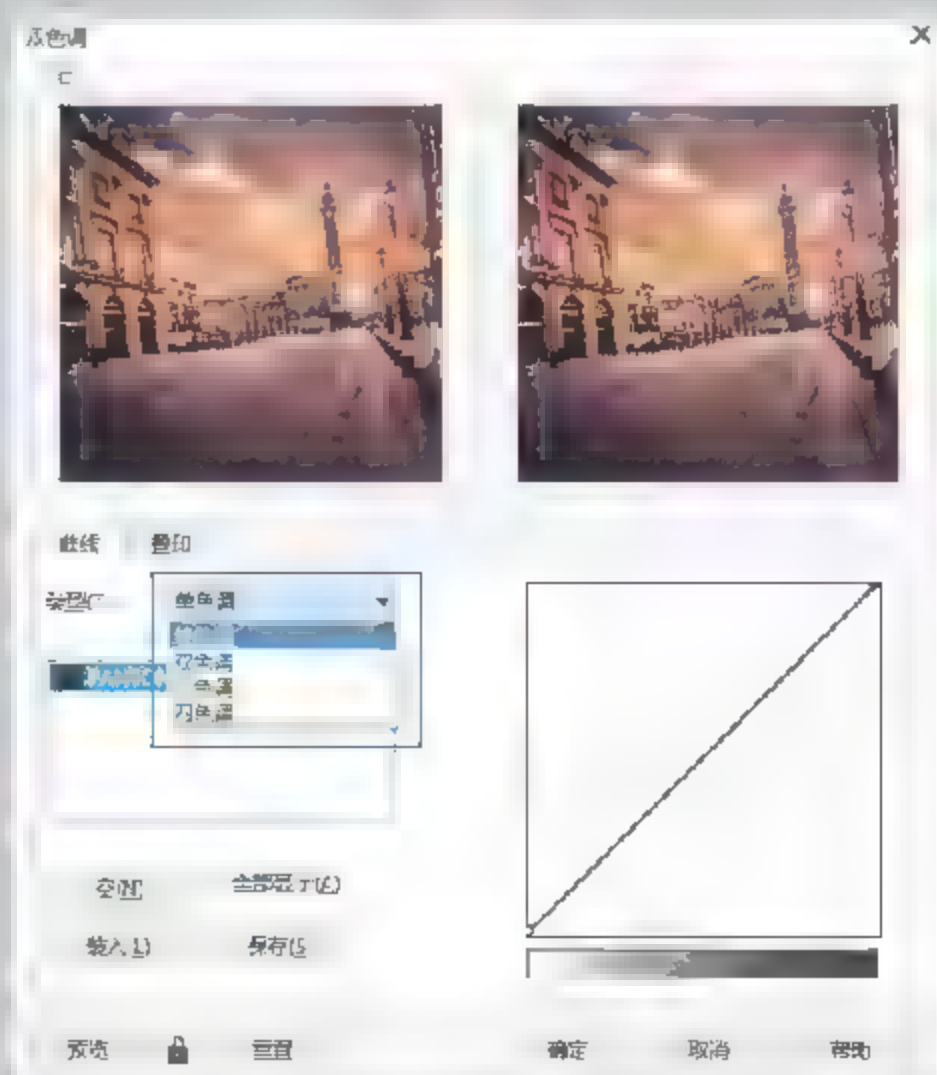 双色调
曲线 叠印
类型(
单色调
双色调
色调
四色调
空(N) 全部显示(A)
装入(L) 保存(S
预览 重置 确定 取消 帮助